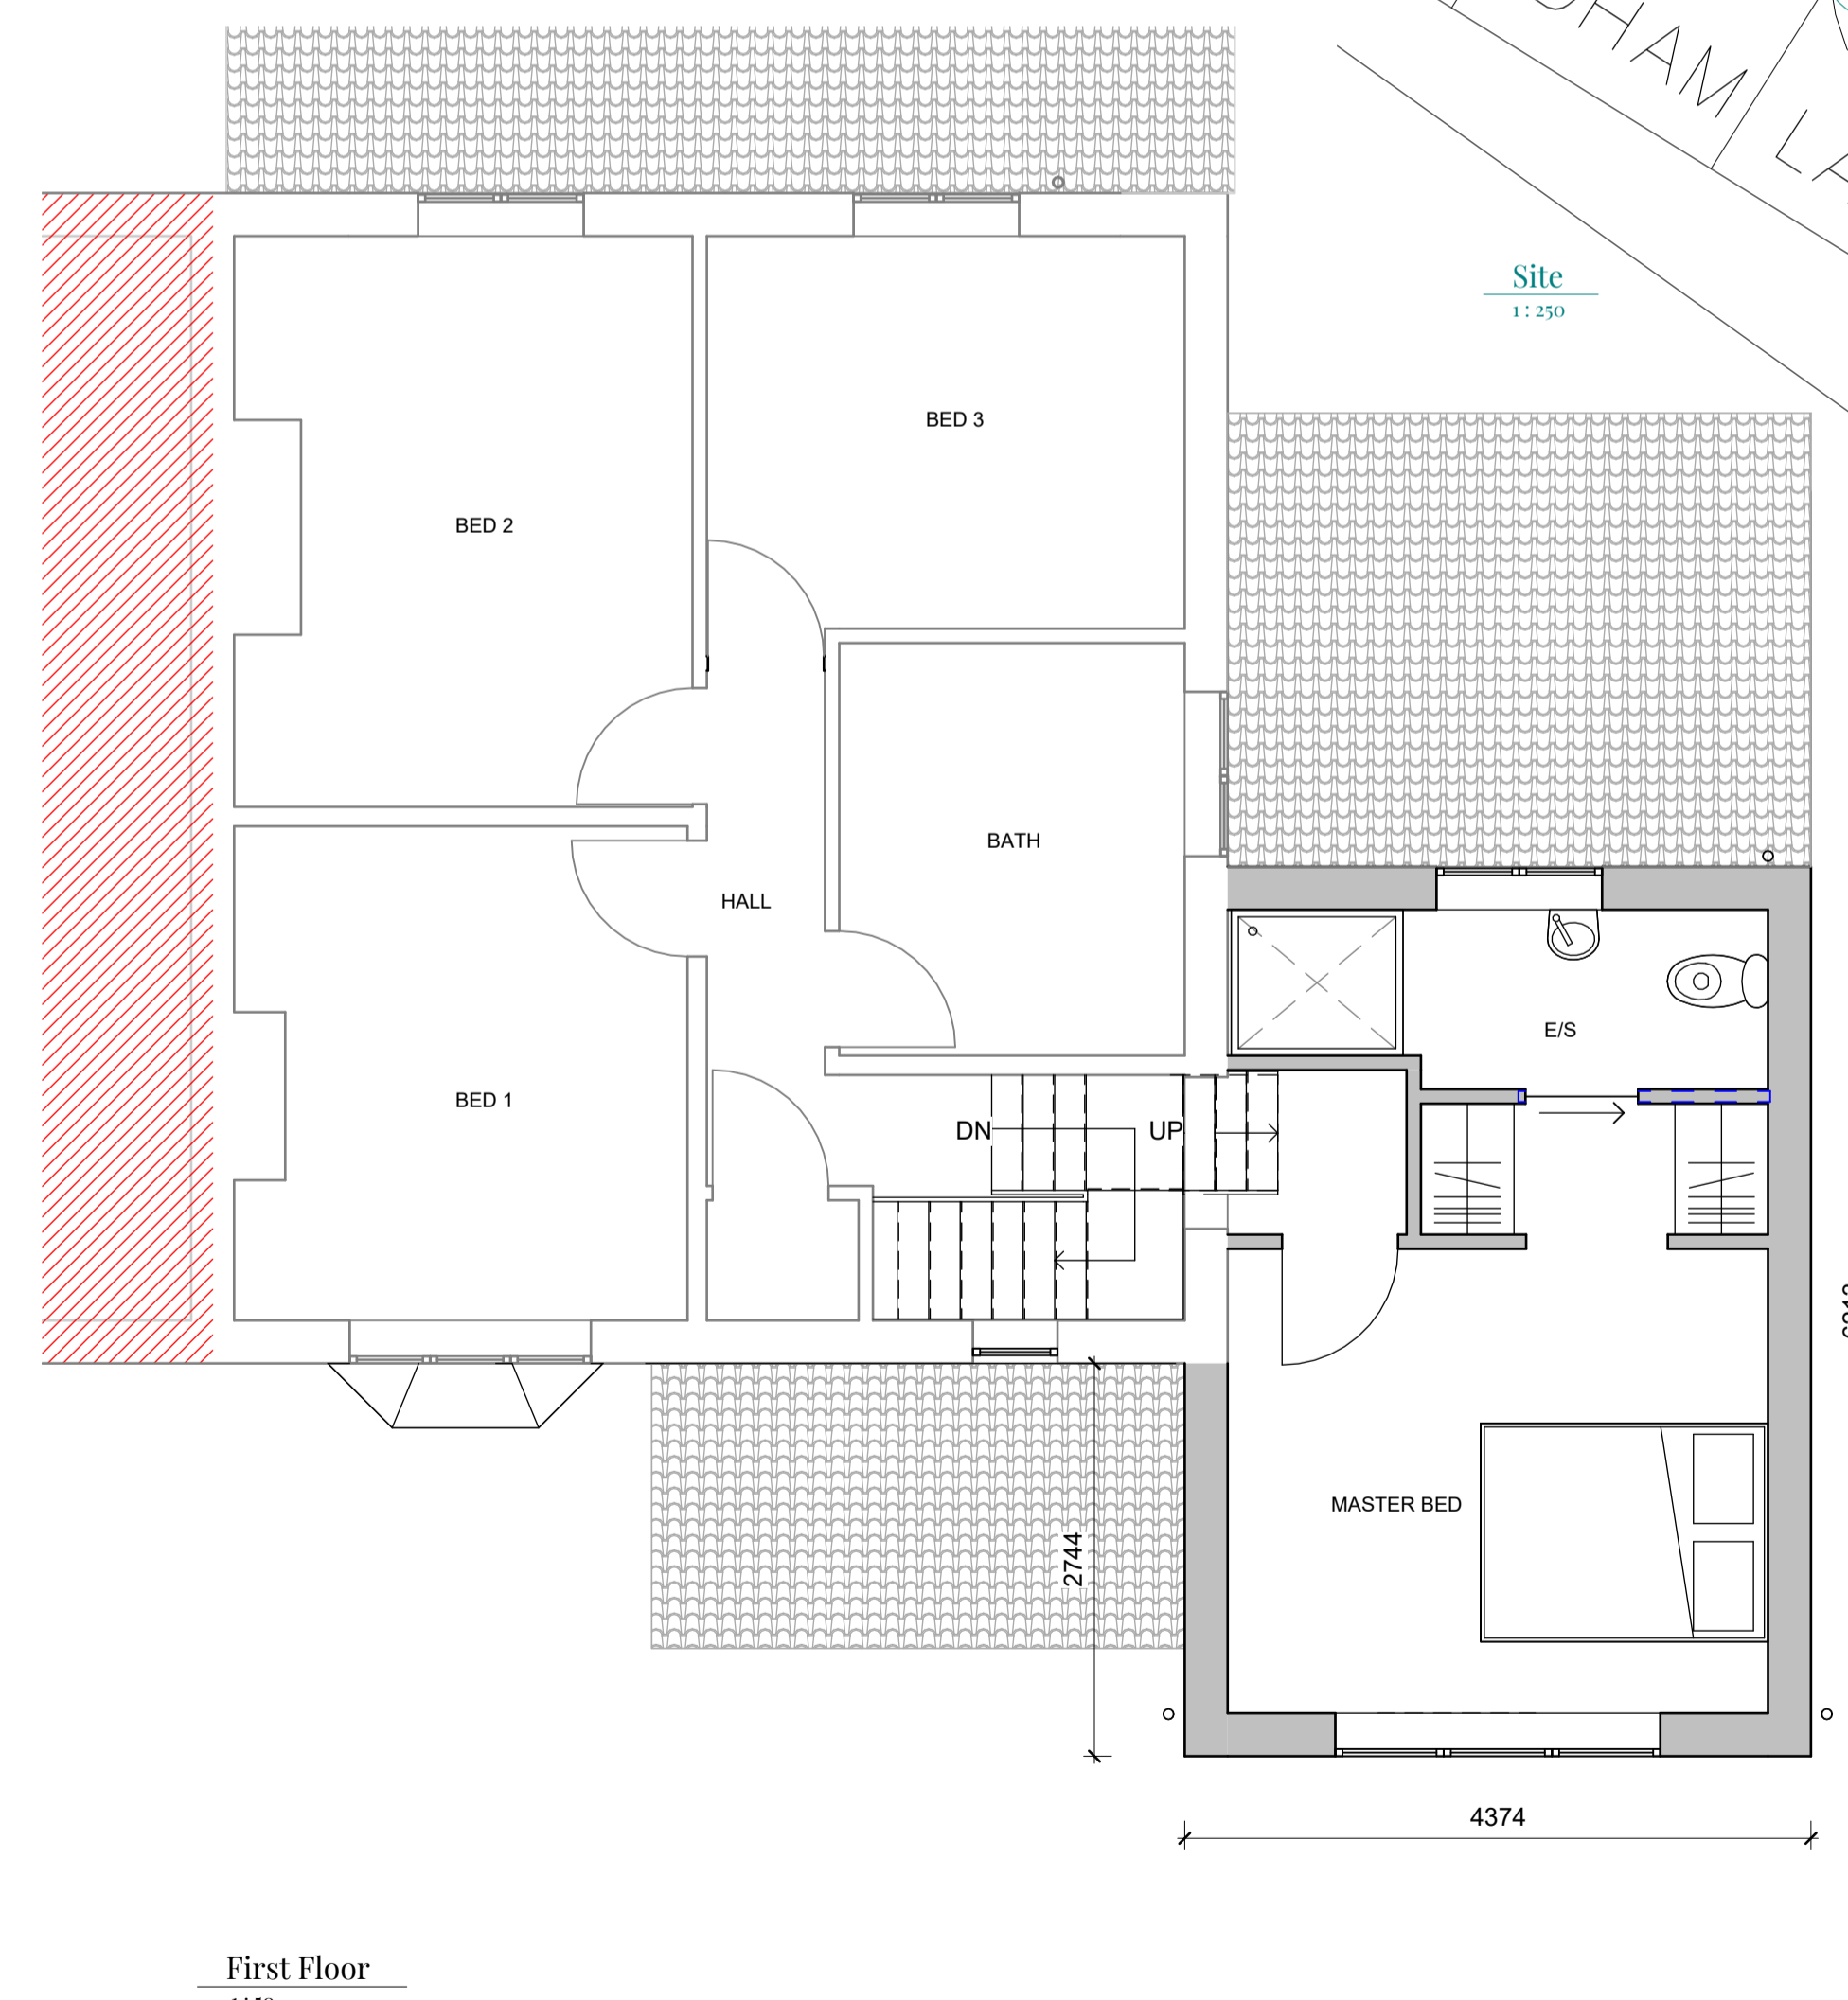 Site
1 : 250
BED 3
BED 2
BATH
HALL
E/S
BED 1
DN
UP
MASTER BED
2744
4374
First Floor